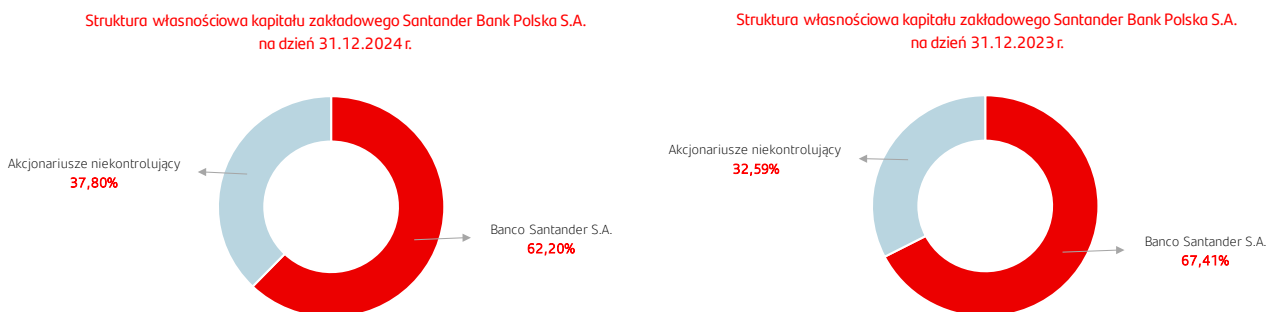 Struktura własnościowa kapitału zakładowego Santander Bank Polska S.A.
na dzień 31.12.2024 r.
Akcjonariusze niekontrolujący
37,80%
Banco Santander S.A.
62,20%
Struktura własnościowa kapitału zakładowego Santander Bank Polska S.A.
na dzień 31.12.2023 r.
Akcjonariusze niekontrolujący
32,59%
Banco Santander S.A.
67,41%